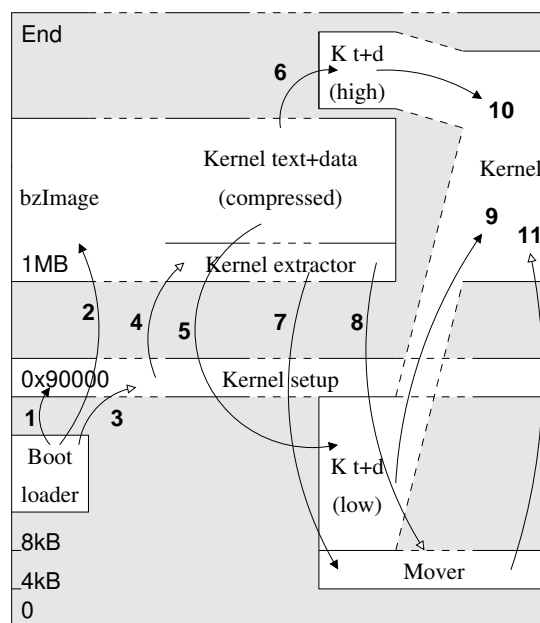 End
K t+d
(high)
6
10
Kernel text+data
(compressed)
bzImage
Kernel
9
11
1MB
Kernel extractor
2
4
5
7
8
0x90000
Kernel setup
1
3
Boot
loader
K t+d
(low)
8kB
Mover
4kB
0